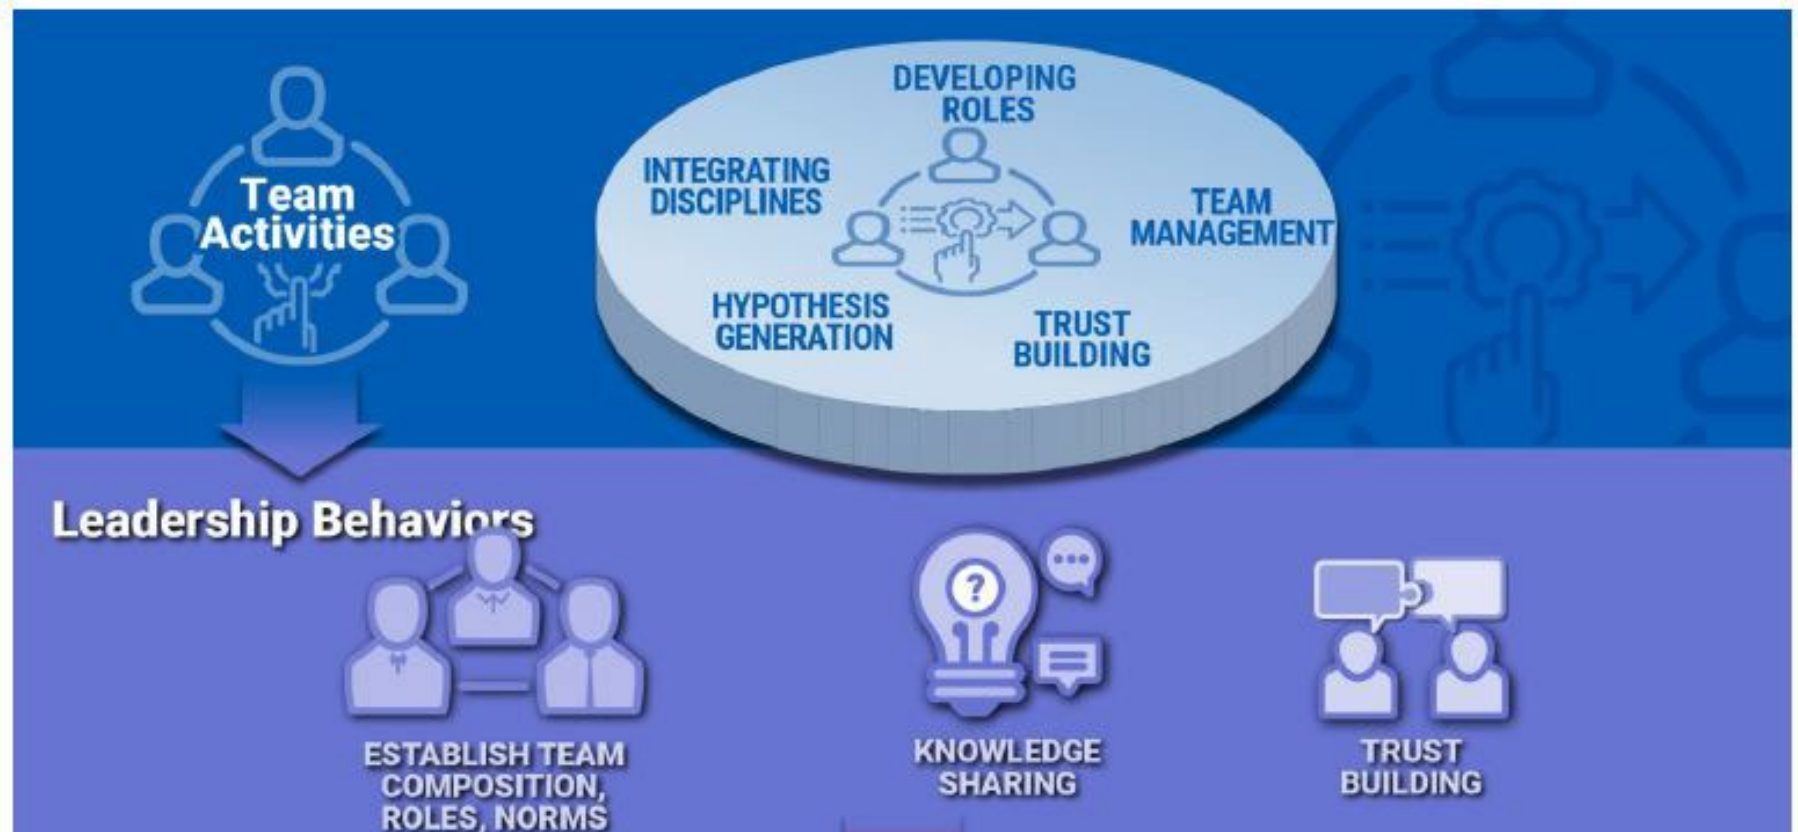 Team
Activities
DEVELOPING
ROLES
INTEGRATING
DISCIPLINES
TEAM
MANAGEMENT
HYPOTHESIS
GENERATION
TRUST
BUILDING
Leadership Behaviors
?
ESTABLISH TEAM
COMPOSITION,
ROLES, NORMS
KNOWLEDGE
SHARING
TRUST
BUILDING